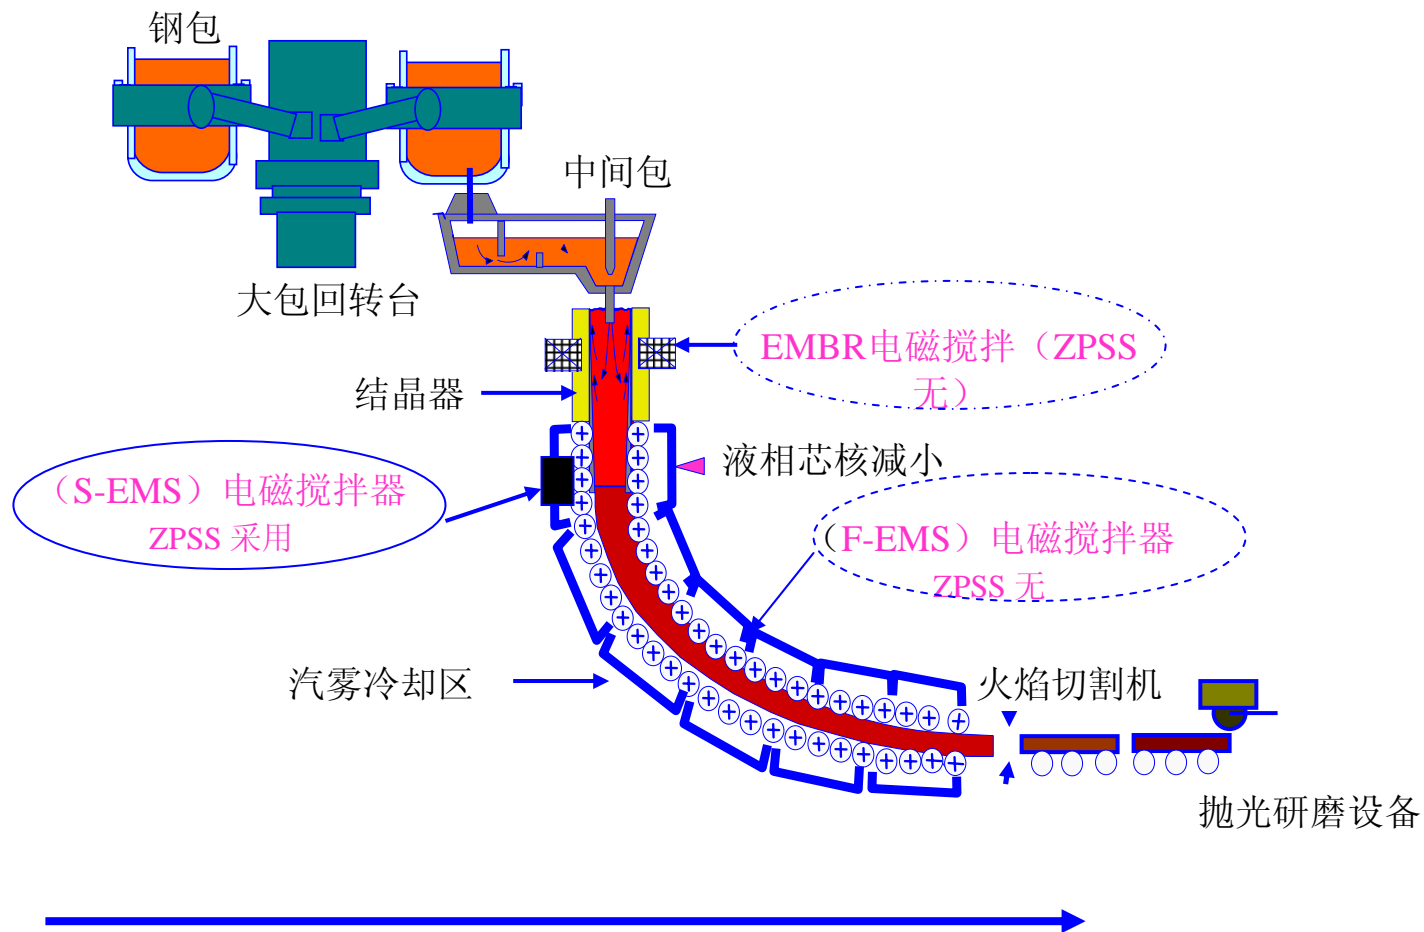 钢包
中间包
大包回转台
EMBR电磁搅拌（ZPSS
无）
结晶器
液相芯核减小
（S-EMS）电磁搅拌器
ZPSS 采用
（F-EMS）电磁搅拌器
ZPSS 无
汽雾冷却区
火焰切割机
抛光研磨设备